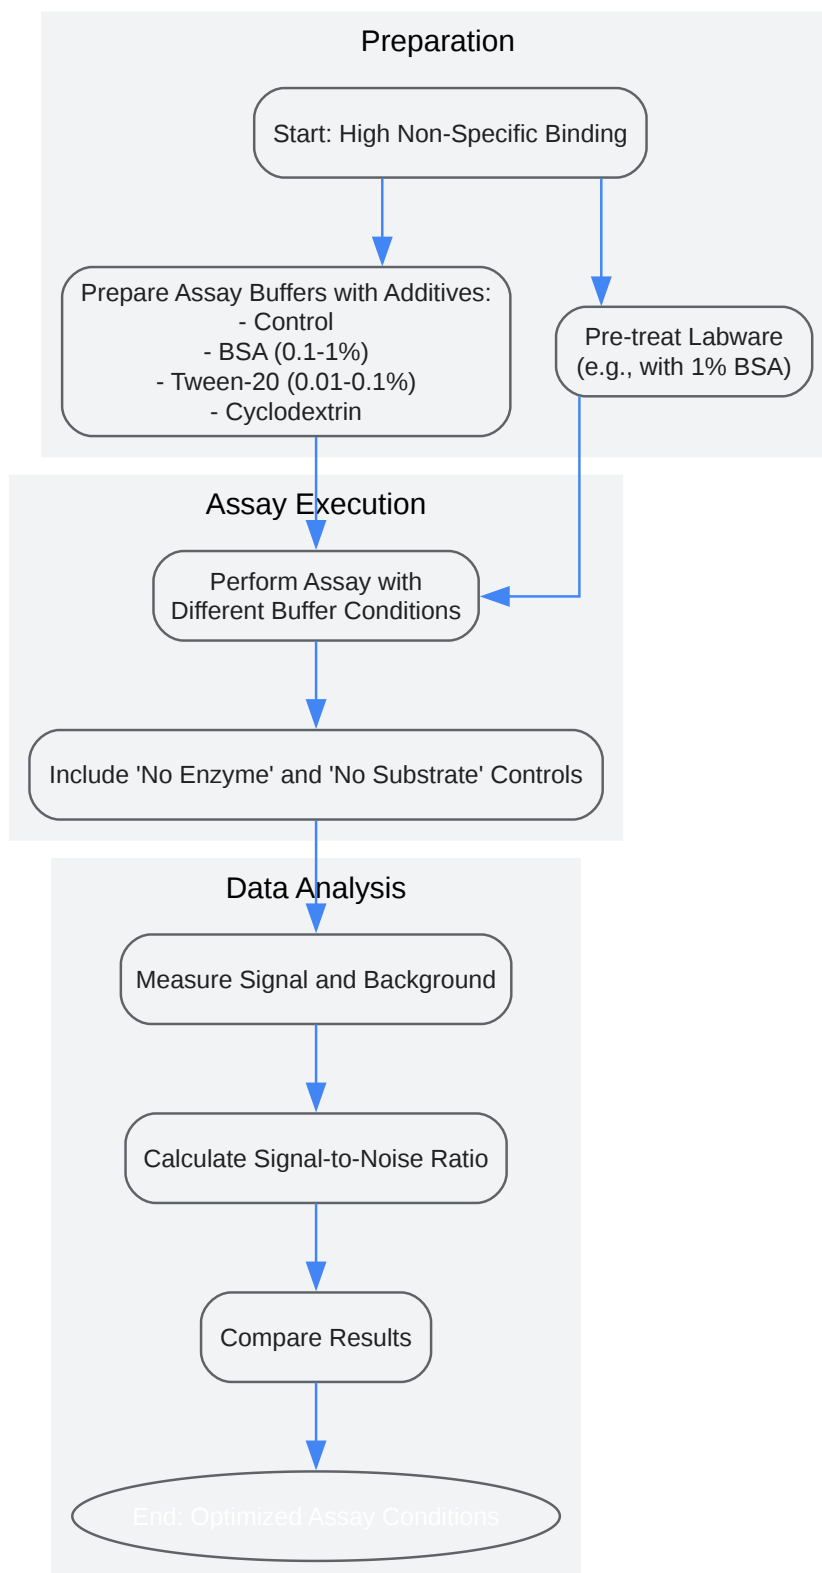 Preparation
Start: High Non-Specific Binding
Prepare Assay Buffers with Additives:
- Control
- BSA (0.1-1%)
- Tween-20 (0.01-0.1%)
- Cyclodextrin
Pre-treat Labware
(e.g., with 1% BSA)
Assay Execution
Perform Assay with
Different Buffer Conditions
Include 'No Enzyme' and 'No Substrate' Controls
Data Analysis
Measure Signal and Background
Calculate Signal-to-Noise Ratio
Compare Results
End: Optimized Assay Conditions